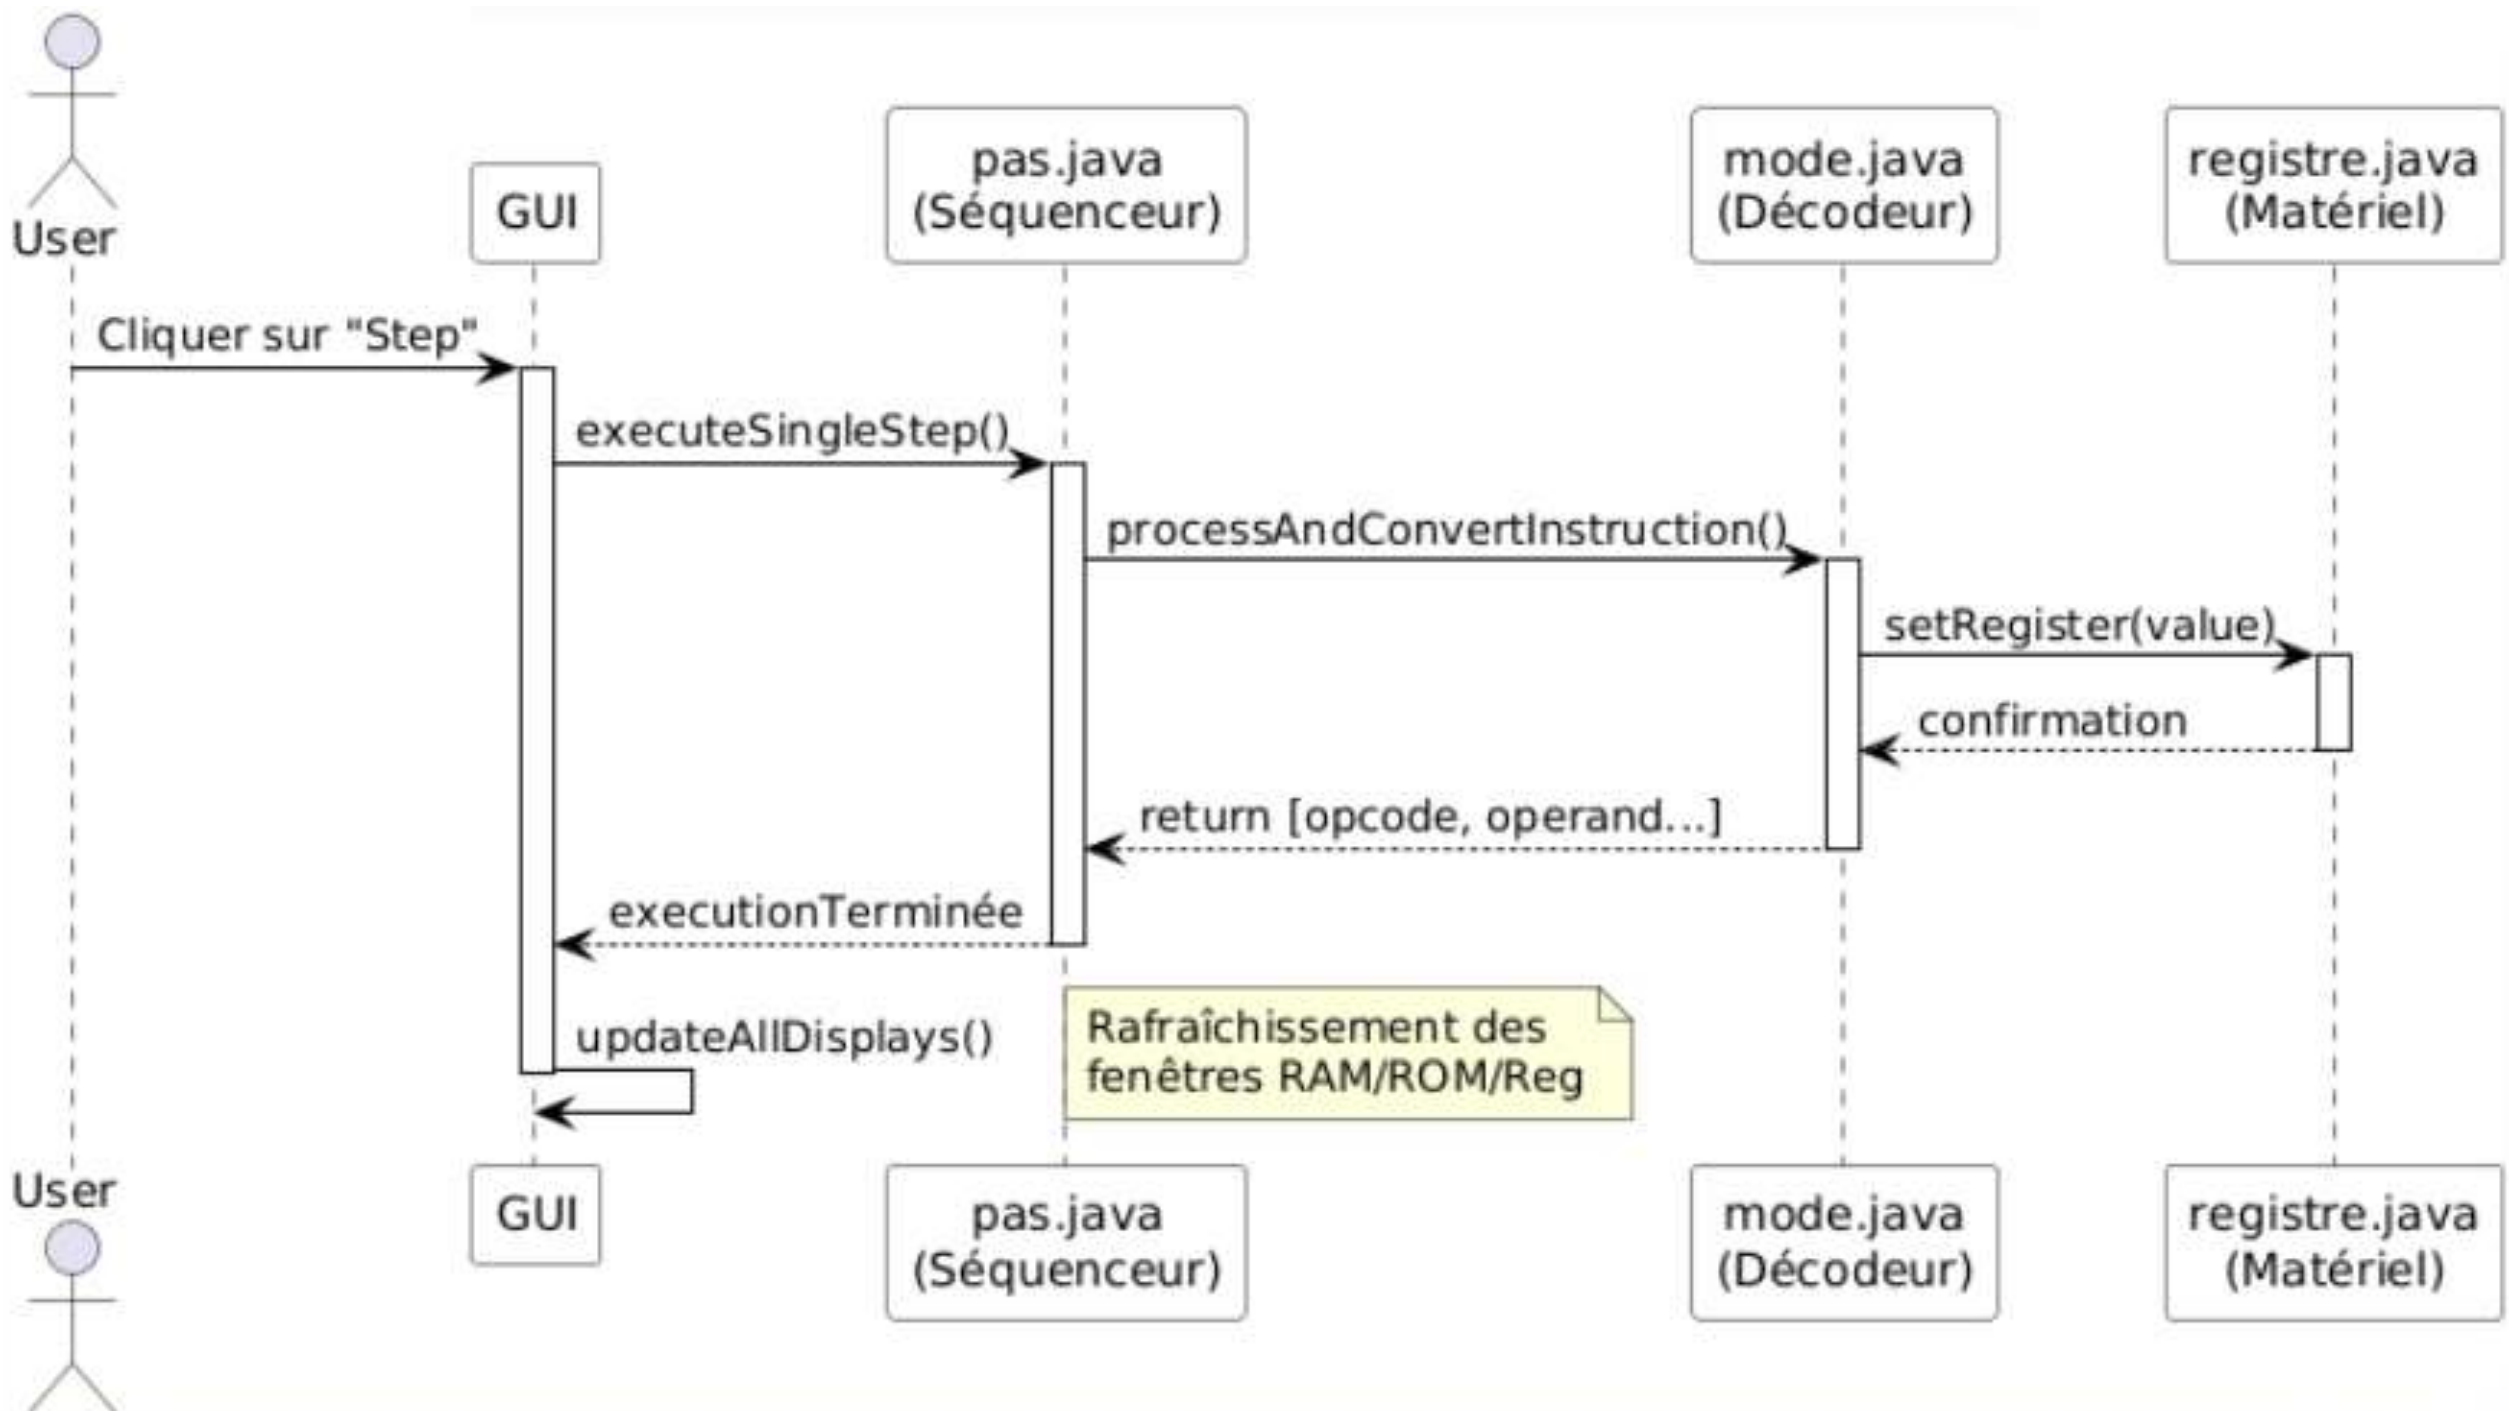 User
GUI
pas.java
(Séquenceur)
mode.java
(Décodeur)
registre.java
(Matériel)
Cliquer sur "Step"
executeSingleStep()
processAndConvertInstruction()
setRegister(value)
confirmation
return [opcode, operand...]
executionTerminée
updateAllDisplays()
Rafraîchissement des
fenêtres RAM/ROM/Reg
User
GUI
pas.java
(Séquenceur)
mode.java
(Décodeur)
registre.java
(Matériel)